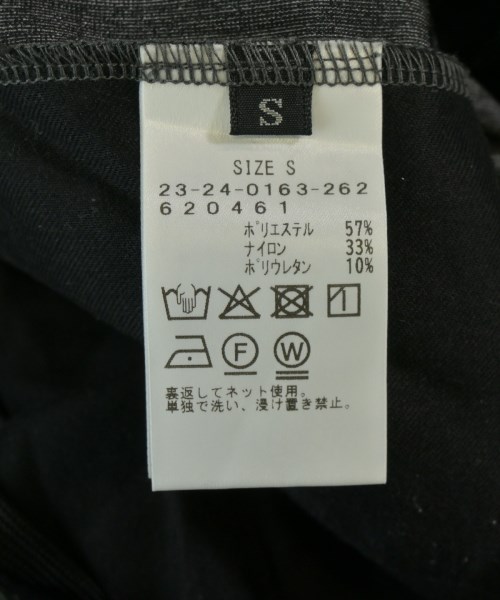 S
SIZE S
23-24-0163-262
620461
ポリエステル 57%
ナイロン 33%
ポリウレタン 10%
F W
裏返してネット使用。
単独で洗い、浸け置き禁止。